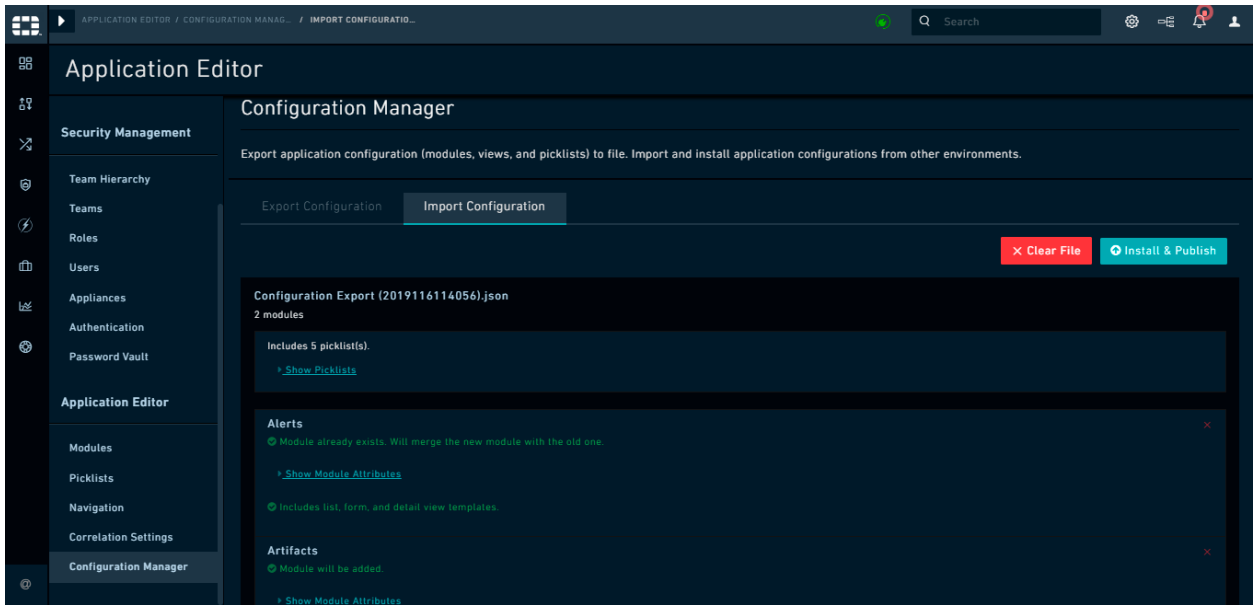 APPLICATION EDITOR / CONFIGURATION MANAG... / IMPORT CONFIGURATIO...
Search
Application Editor
Security Management
Team Hierarchy
Teams
Roles
Users
Appliances
Authentication
Password Vault
Application Editor
Modules
Picklists
Navigation
Correlation Settings
Configuration Manager
@
Configuration Manager
Export application configuration (modules, views, and picklists) to file. Import and install application configurations from other environments.
Export Configuration Import Configuration
Clear File Install & Publish
Configuration Export (2019116114056).json
2 modules
Includes 5 picklist(s).
Show Picklists
Alerts
Module already exists. Will merge the new module with the old one.
Show Module Attributes
Includes list, form, and detail view templates.
Artifacts
Module will be added.
Show Module Attributes